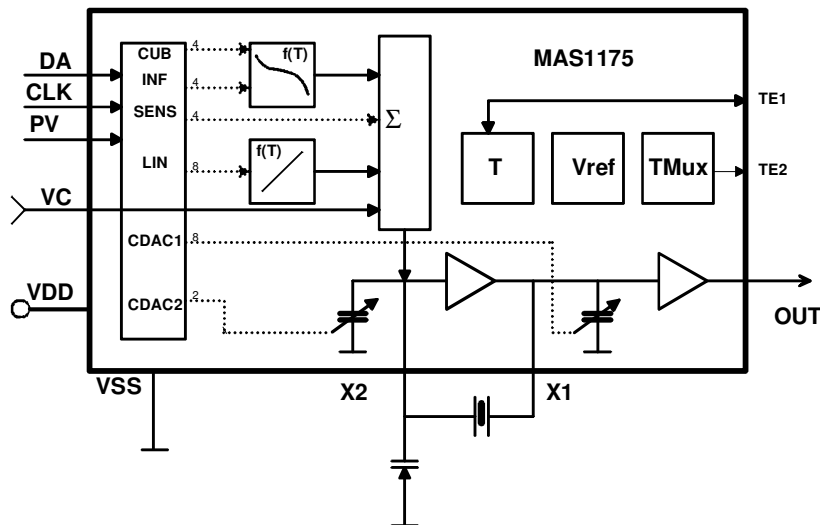 MAS1175
DA
CLK
PV
VC
VDD
VSS
CUB 4
INF 4
SENS 4
LIN 8
CDAC1 8
CDAC2 2
f(T)
f(T)
Σ
T
Vref
TMux
TE1
TE2
OUT
X2
X1